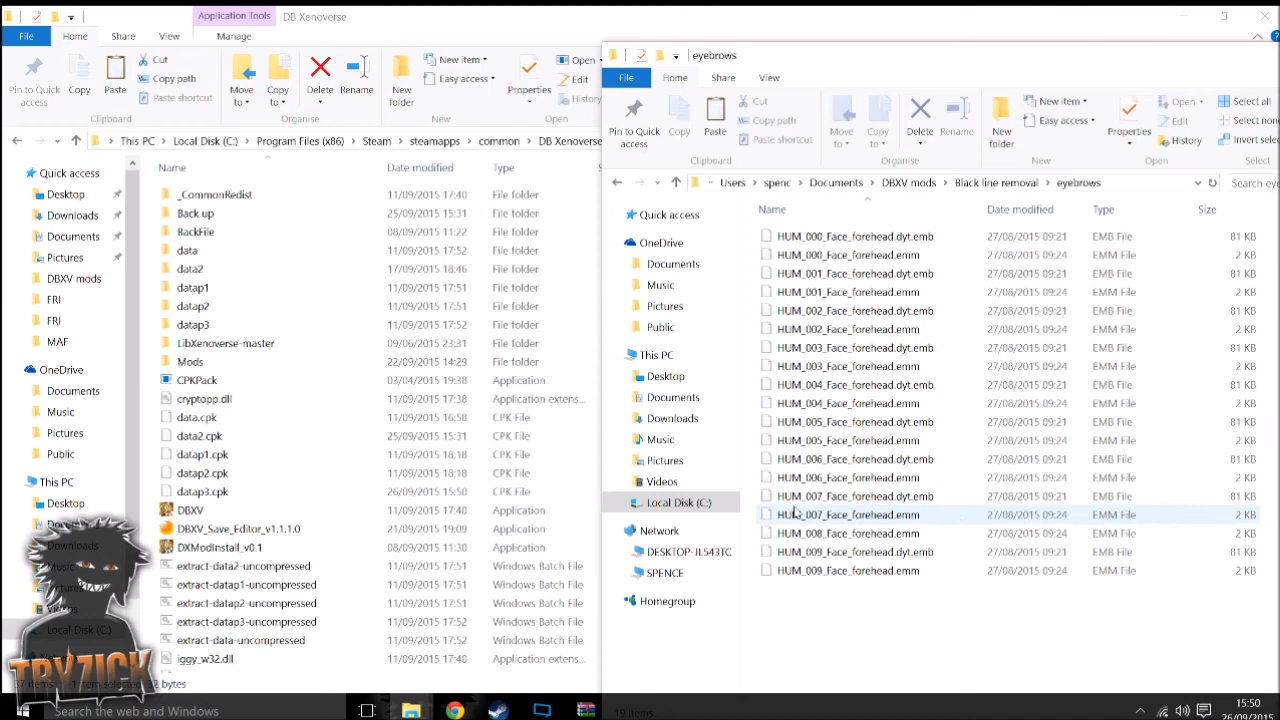 Application Tools
DB Xenoverse
File
Home
Share
View
Manage
Pin to Quick access
Copy
Paste
Cut
Copy path
Paste shortcut
Clipboard
Move to
Copy to
Delete
Rename
Organise
New folder
New item
Easy access
New
Properties
Open
Edit
History
This PC
Local Disk (C:)
Program Files (x86)
Steam
steamapps
common
DB Xenoverse
Quick access
Desktop
Downloads
Documents
Pictures
DBXV mods
FRI
FRI
MAF
OneDrive
Documents
Music
Pictures
Public
This PC
Desktop
Downloads
Local Disk (C:)
Name Date modified Type
_CommonRedist 11/09/2015 17:40 File folder
Back up 25/09/2015 15:31 File folder
BackFile 08/09/2015 11:22 File folder
data 11/09/2015 17:52 File folder
data2 17/09/2015 18:46 File folder
datap1 11/09/2015 17:51 File folder
datap2 11/09/2015 17:51 File folder
datap3 11/09/2015 17:52 File folder
LibXenoverse-master 09/06/2015 23:31 File folder
Mods 22/09/2015 14:29 File folder
CPKPack 03/04/2015 19:38 Application
cryptopp.dll 11/09/2015 17:38 Application extens...
data.cpk 11/09/2015 16:58 CPK File
data2.cpk 25/09/2015 15:31 CPK File
datap1.cpk 11/09/2015 18:18 CPK File
datap2.cpk 11/09/2015 18:18 CPK File
datap3.cpk 26/09/2015 15:50 CPK File
DBXV 11/09/2015 17:40 Application
DBXV_Save_Editor_v1.1.1.0 25/09/2015 19:09 Application
DXModInstall_v0.1 08/09/2015 11:30 Application
extract-data2-uncompressed 11/09/2015 17:51 Windows Batch File
extract-datap1-uncompressed 11/09/2015 17:51 Windows Batch File
extract-datap2-uncompressed 11/09/2015 17:51 Windows Batch File
extract-datap3-uncompressed 11/09/2015 17:52 Windows Batch File
extract-data-uncompressed 11/09/2015 17:52 Windows Batch File
iggy_w32.dll 11/09/2015 17:40 Application extens...
1 item selected 32 bytes
eyebrows
File
Home
Share
View
Pin to Quick access
Copy
Paste
Cut
Copy path
Paste shortcut
Clipboard
Move to
Copy to
Delete
Rename
Organise
New folder
New item
Easy access
New
Properties
Open
Edit
History
Open
Select all
Select none
Invert selec
Select
Users
spenc
Documents
DBXV mods
Black line removal
eyebrows
Search eye
Quick access
OneDrive
Documents
Music
Pictures
Public
This PC
Desktop
Documents
Downloads
Music
Pictures
Videos
Local Disk (C:)
Network
DESKTOP-IL543TC
SPENCE
Homegroup
Name Date modified Type Size
HUM_000_Face_forehead.dyt.emb 27/08/2015 09:21 EMB File 81 KB
HUM_000_Face_forehead.emm 27/08/2015 09:24 EMM File 2 KB
HUM_001_Face_forehead.dyt.emb 27/08/2015 09:21 EMB File 81 KB
HUM_001_Face_forehead.emm 27/08/2015 09:24 EMM File 2 KB
HUM_002_Face_forehead.dyt.emb 27/08/2015 09:21 EMB File 81 KB
HUM_002_Face_forehead.emm 27/08/2015 09:24 EMM File 2 KB
HUM_003_Face_forehead.dyt.emb 27/08/2015 09:21 EMB File 81 KB
HUM_003_Face_forehead.emm 27/08/2015 09:24 EMM File 2 KB
HUM_004_Face_forehead.dyt.emb 27/08/2015 09:21 EMB File 81 KB
HUM_004_Face_forehead.emm 27/08/2015 09:24 EMM File 2 KB
HUM_005_Face_forehead.dyt.emb 27/08/2015 09:21 EMB File 81 KB
HUM_005_Face_forehead.emm 27/08/2015 09:24 EMM File 2 KB
HUM_006_Face_forehead.dyt.emb 27/08/2015 09:21 EMB File 81 KB
HUM_006_Face_forehead.emm 27/08/2015 09:24 EMM File 2 KB
HUM_007_Face_forehead.dyt.emb 27/08/2015 09:21 EMB File 81 KB
HUM_007_Face_forehead.emm 27/08/2015 09:24 EMM File 2 KB
HUM_008_Face_forehead.emm 27/08/2015 09:24 EMM File 2 KB
HUM_009_Face_forehead.dyt.emb 27/08/2015 09:21 EMB File 81 KB
HUM_009_Face_forehead.emm 27/08/2015 09:24 EMM File 2 KB
19 items
TRYZICK
Search the web and Windows
15:50
26/09/2015